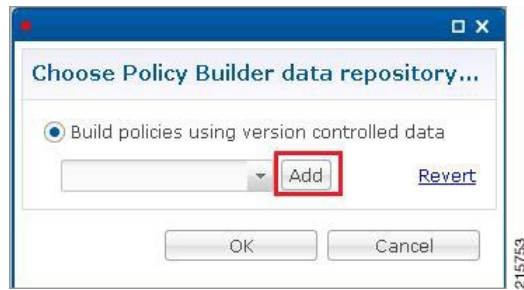 Choose Policy Builder data repository...
Build policies using version controlled data
Add Revert
OK Cancel
215753